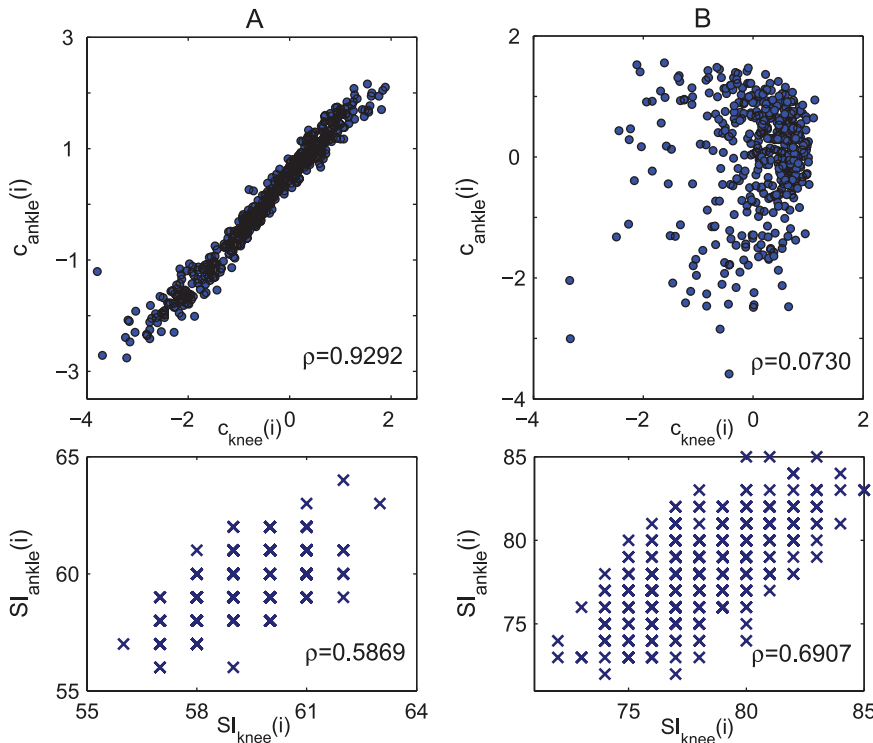 A
3
1
−1
−3
c_ankle(i)
ρ=0.9292
−4
−2
0
2
c_knee(i)
B
2
0
−2
−4
c_ankle(i)
ρ=0.0730
−4
−2
0
2
c_knee(i)
65
60
55
SI_ankle(i)
ρ=0.5869
55
58
61
64
SI_knee(i)
85
80
75
SI_ankle(i)
ρ=0.6907
75
80
85
SI_knee(i)